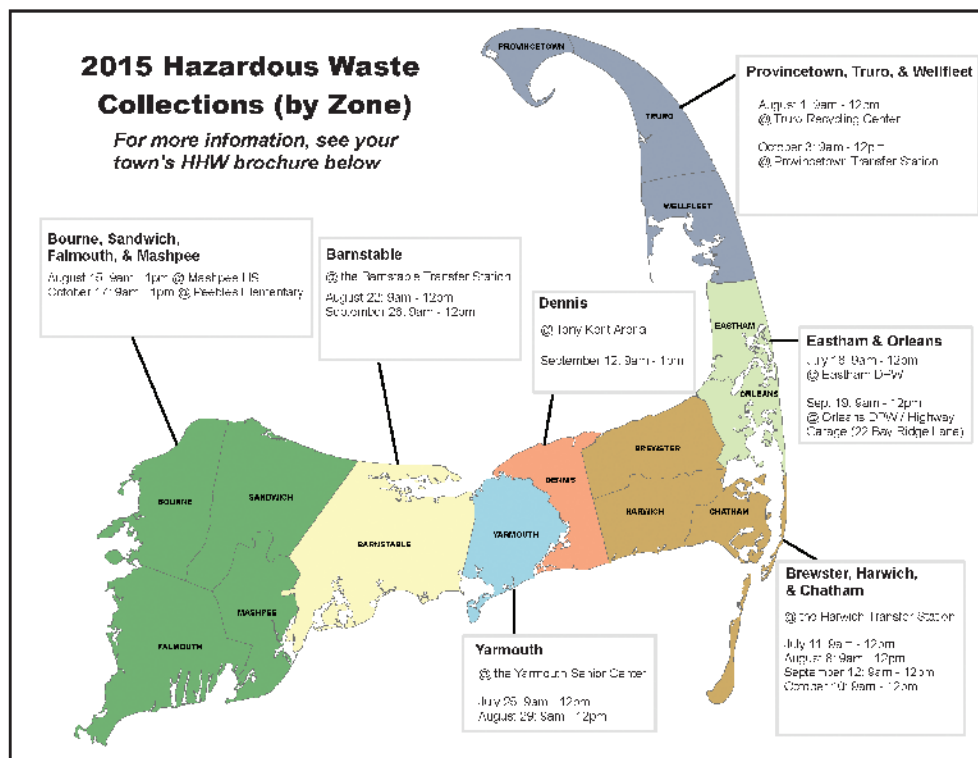 2015 Hazardous Waste
Collections (by Zone)
For more infomation, see your
town's HHW brochure below
PROVINCETOWN
TRURO
WELLFLEET
Provincetown, Truro, & Wellfleet
August 1: 9am - 12pm
@ Truro Recycling Center
October 3: 9am - 12pm
@ Provincetown Transfer Station
Bourne, Sandwich,
Falmouth, & Mashpee
August 15: 9am - 1pm @ Mashpee HS
October 17: 9am - 1pm @ Peebles Elementary
Barnstable
@ the Barnstable Transfer Station
August 22: 9am - 12pm
September 26: 9am - 12pm
Dennis
@ Tony Kent Arena
September 12: 9am - 1pm
EASTHAM
ORLEANS
Eastham & Orleans
July 18: 9am - 12pm
@ Eastham DPW
Sep. 19: 9am - 12pm
@ Orleans DPW / Highway
Garage (22 Bay Ridge Lane)
BOURNE
SANDWICH
BARNSTABLE
YARMOUTH
DENNIS
BREWSTER
HARWICH
CHATHAM
MASHPEE
FALMOUTH
Yarmouth
@ the Yarmouth Senior Center
July 25: 9am - 12pm
August 29: 9am - 12pm
Brewster, Harwich,
& Chatham
@ the Harwich Transfer Station
July 11: 9am - 12pm
August 8: 9am - 12pm
September 12: 9am - 12pm
October 10: 9am - 12pm